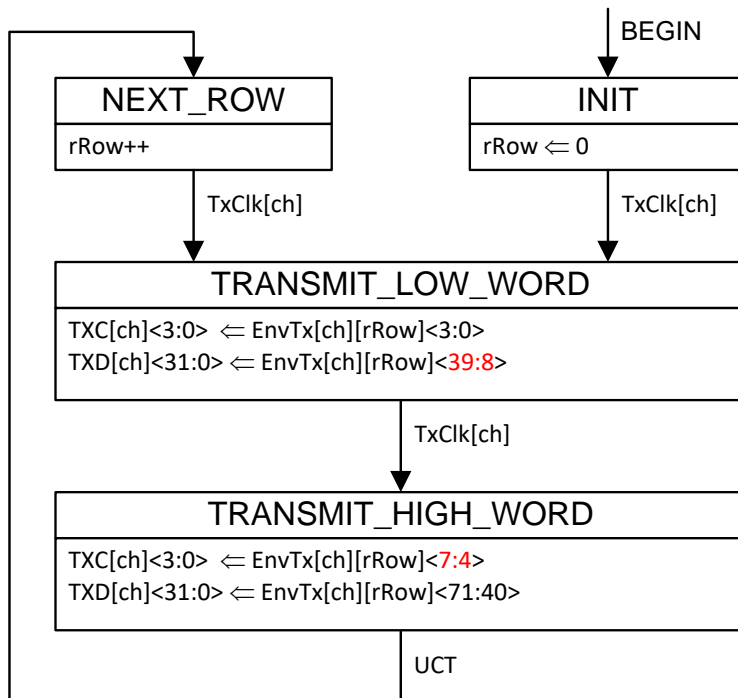 BEGIN
NEXT_ROW
rRow++
INIT
rRow ⇐ 0
TxClk[ch]
TxClk[ch]
TRANSMIT_LOW_WORD
TXC[ch]<3:0> ⇐ EnvTx[ch][rRow]<3:0>
TXD[ch]<31:0> ⇐ EnvTx[ch][rRow]<39:8>
TxClk[ch]
TRANSMIT_HIGH_WORD
TXC[ch]<3:0> ⇐ EnvTx[ch][rRow]<7:4>
TXD[ch]<31:0> ⇐ EnvTx[ch][rRow]<71:40>
UCT